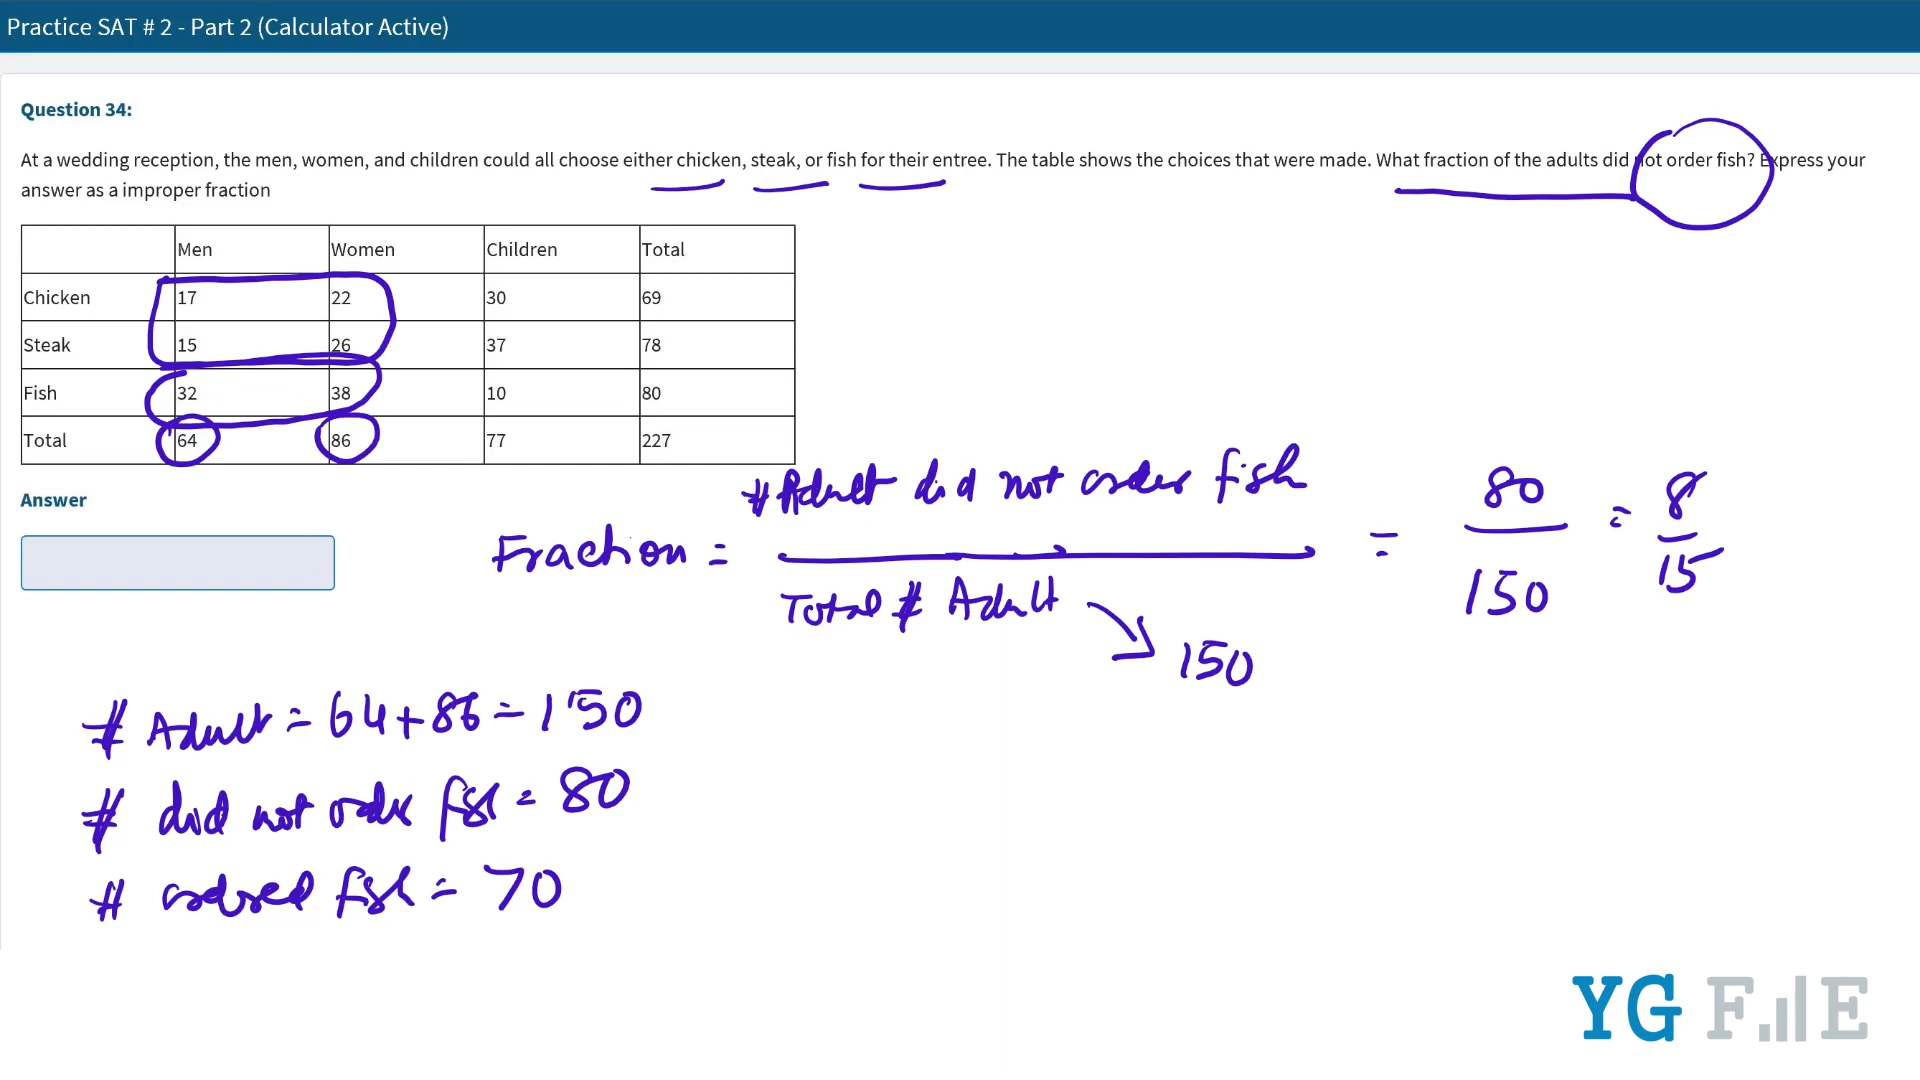 Practice SAT # 2 - Part 2 (Calculator Active)
Question 34:
At a wedding reception, the men, women, and children could all choose either chicken, steak, or fish for their entree. The table shows the choices that were made. What fraction of the adults did not order fish? Express your
answer as a improper fraction
Men Women Children Total
Chicken 17 22 30 69
Steak 15 26 37 78
Fish 32 38 10 80
Total 64 86 77 227
Answer
Fraction = # Adult did not order fish / Total # Adult = 80 / 150 = 8 / 15
150
# Adult = 64 + 86 = 150
# did not order fish = 80
# ordered fish = 70
YG FILE